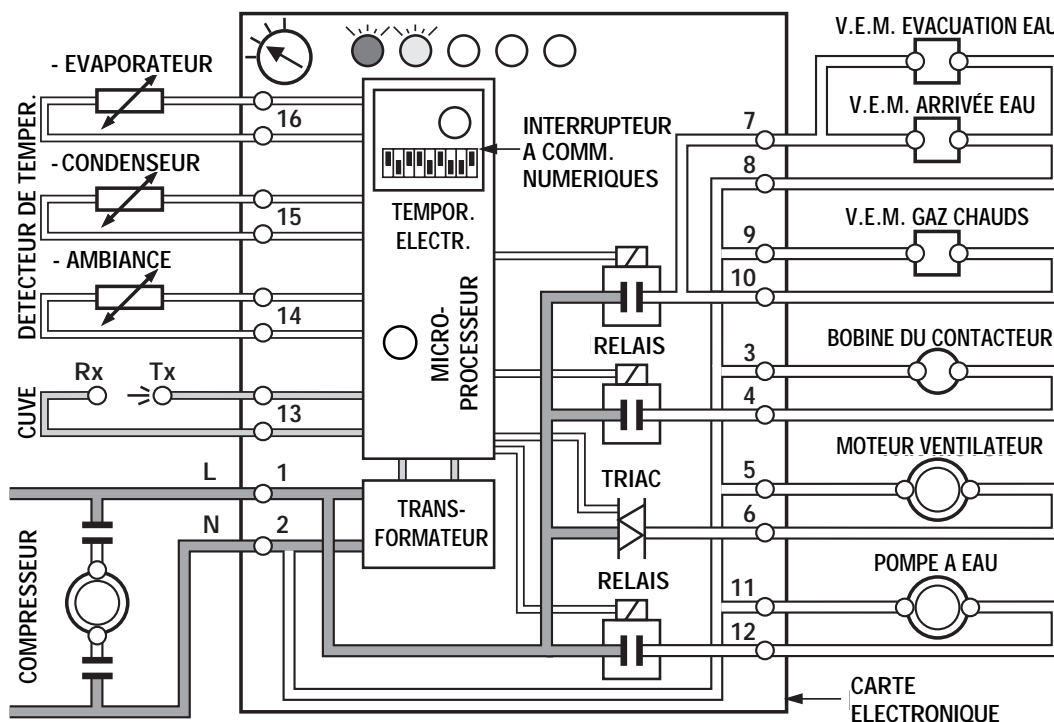 DETECTEUR DE TEMPER.
- EVAPORATEUR
16
-CONDENSEUR
15
- AMBIANCE
14
CUVE
Rx
Tx
13
L
1
N
2
COMPRESSEUR
INTERRUPTEUR
A COMM.
NUMERIQUES
TEMPOR.
ELECTR.
MICRO-
PROCESSEUR
TRANS-
FORMATEUR
RELAIS
TRIAC
RELAIS
V.E.M. EVACUATION EAU
V.E.M. ARRIVÉE EAU
7
8
V.E.M. GAZ CHAUDS
9
10
BOBINE DU CONTACTEUR
3
4
MOTEUR VENTILATEUR
5
6
POMPE A EAU
11
12
CARTE
ELECTRONIQUE